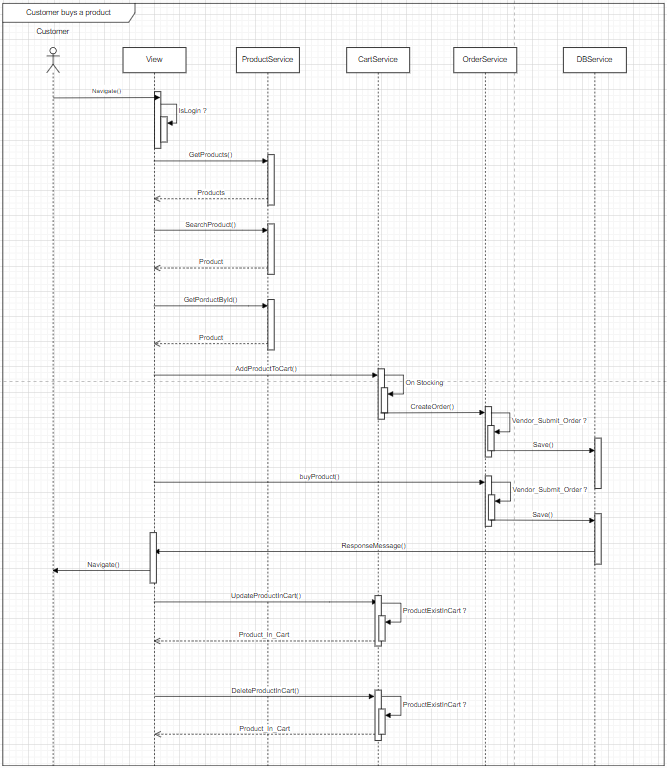 Customer buys a product
Customer
View
ProductService
CartService
OrderService
DBService
Navigate()
IsLogin ?
GetProducts()
Products
SearchProduct()
Product
GetPorductById()
Product
AddProductToCart()
On Stocking
CreateOrder()
Vendor_Submit_Order ?
Save()
buyProduct()
Vendor_Submit_Order ?
Save()
ResponseMessage()
Navigate()
UpdateProductInCart()
ProductExistInCart ?
Product_In_Cart
DeleteProductInCart()
ProductExistInCart ?
Product_In_Cart